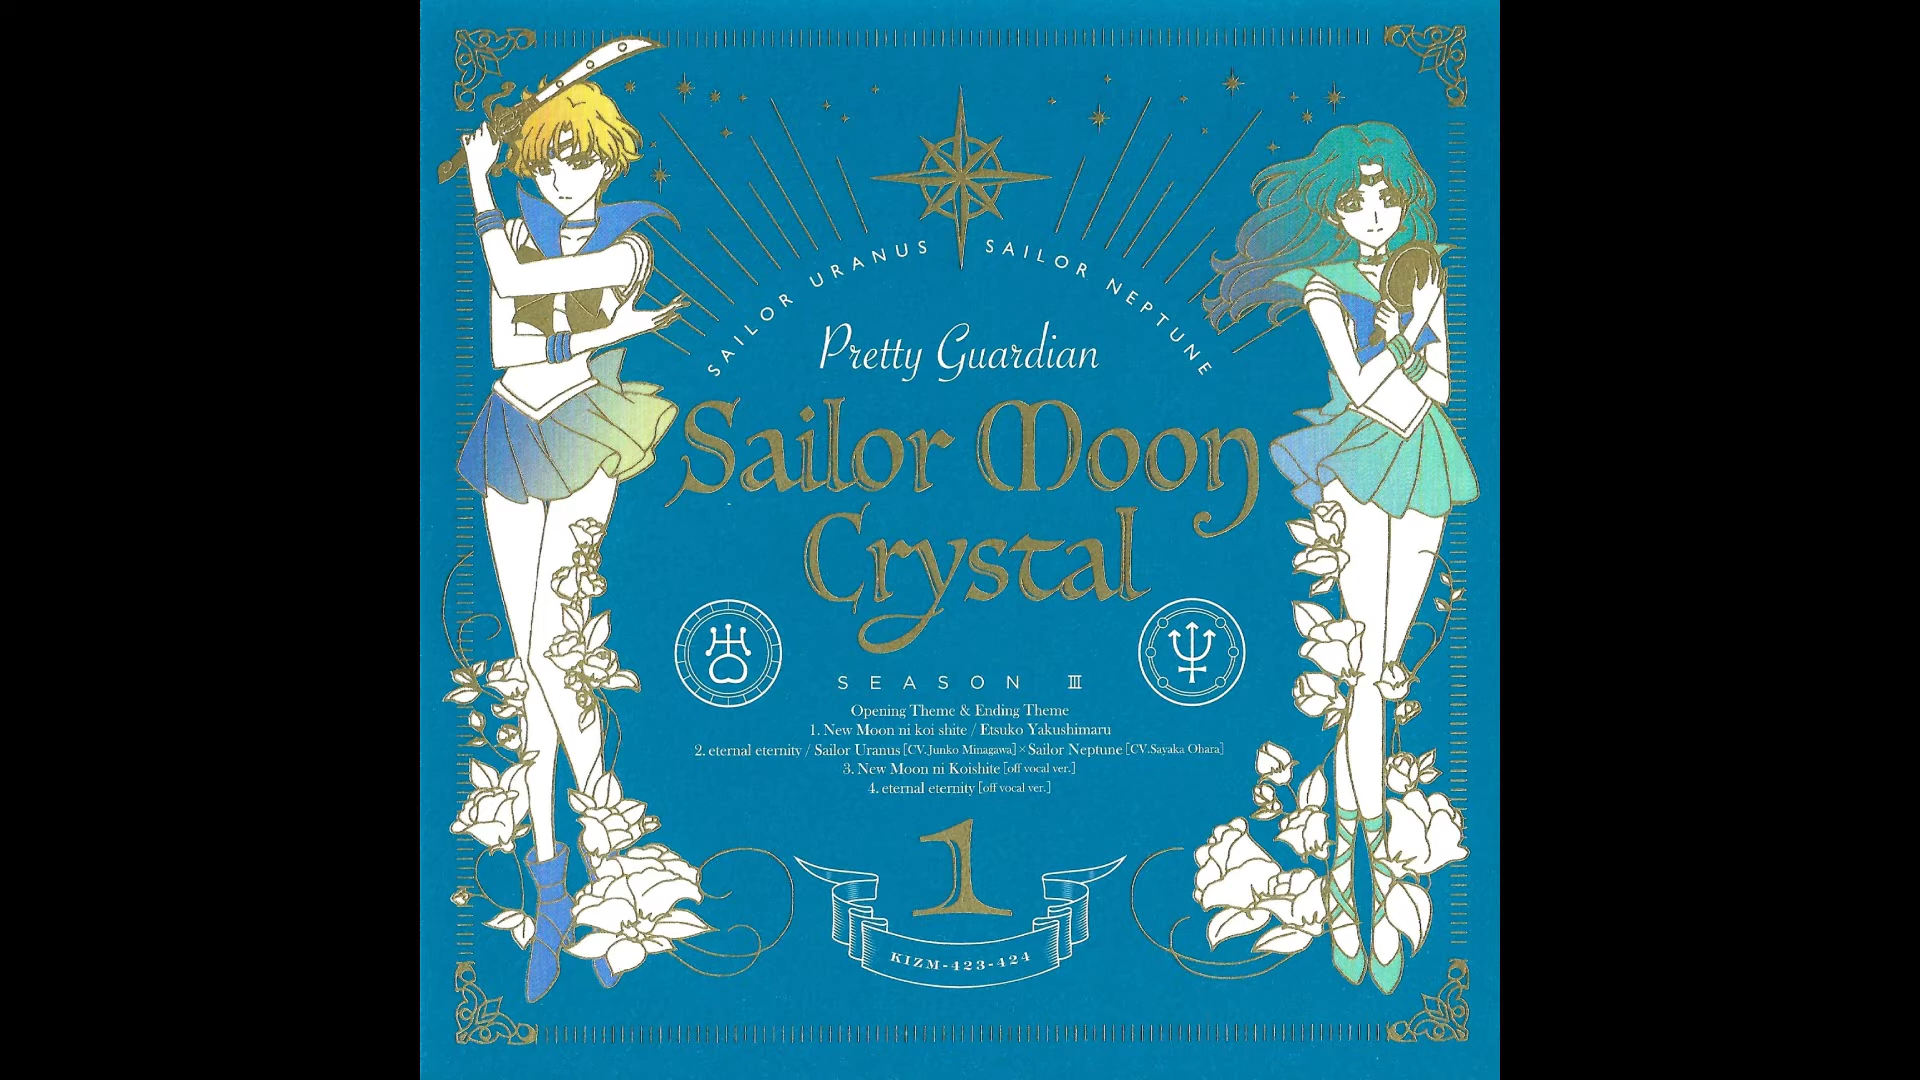 SAILOR URANUS SAILOR NEPTUNE
Pretty Guardian
Sailor Moon
Crystal
SEASON III
Opening Theme & Ending Theme
1. New Moon ni koi shite / Etsuko Yakushimaru
2. eternal eternity / Sailor Uranus [CV.Junko Minagawa] × Sailor Neptune [CV.Sayaka Ohara]
3. New Moon ni Koishite [off vocal ver.]
4. eternal eternity [off vocal ver.]
1
KIZM-423-424